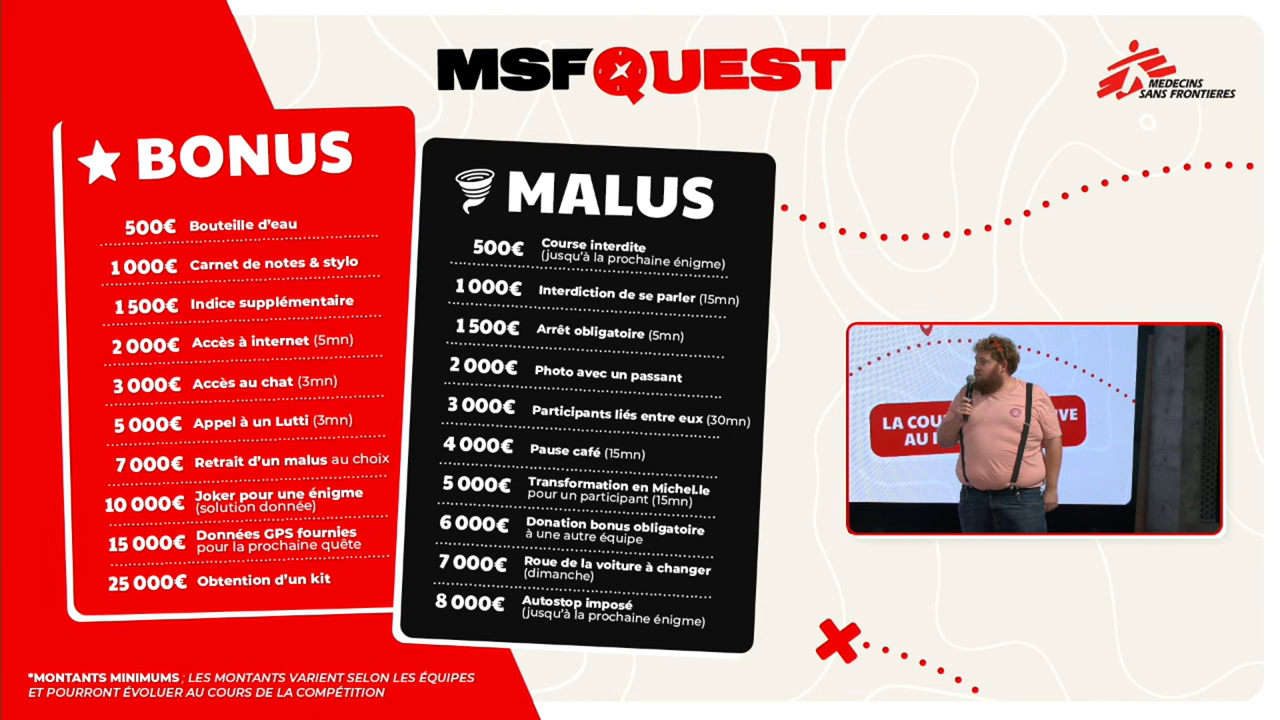 MSFQUEST
MEDECINS
SANS FRONTIERES
BONUS
500€ Bouteille d'eau
1 000€ Carnet de notes & stylo
1 500€ Indice supplémentaire
2 000€ Accès à internet (5mn)
3 000€ Accès au chat (3mn)
5 000€ Appel à un Lutti (3mn)
7 000€ Retrait d'un malus au choix
10 000€ Joker pour une énigme
(solution donnée)
15 000€ Données GPS fournies
pour la prochaine quête
25 000€ Obtention d'un kit
MALUS
500€ Course interdite
(jusqu'à la prochaine énigme)
1 000€ Interdiction de se parler (15mn)
1 500€ Arrêt obligatoire (5mn)
2 000€ Photo avec un passant
3 000€ Participants liés entre eux (30mn)
4 000€ Pause café (15mn)
5 000€ Transformation en Michel.le
pour un participant (15mn)
6 000€ Donation bonus obligatoire
à une autre équipe
7 000€ Roue de la voiture à changer
(dimanche)
8 000€ Autostop imposé
(jusqu'à la prochaine énigme)
LA COU
AU
*MONTANTS MINIMUMS ; LES MONTANTS VARIENT SELON LES ÉQUIPES
ET POURRONT ÉVOLUER AU COURS DE LA COMPÉTITION